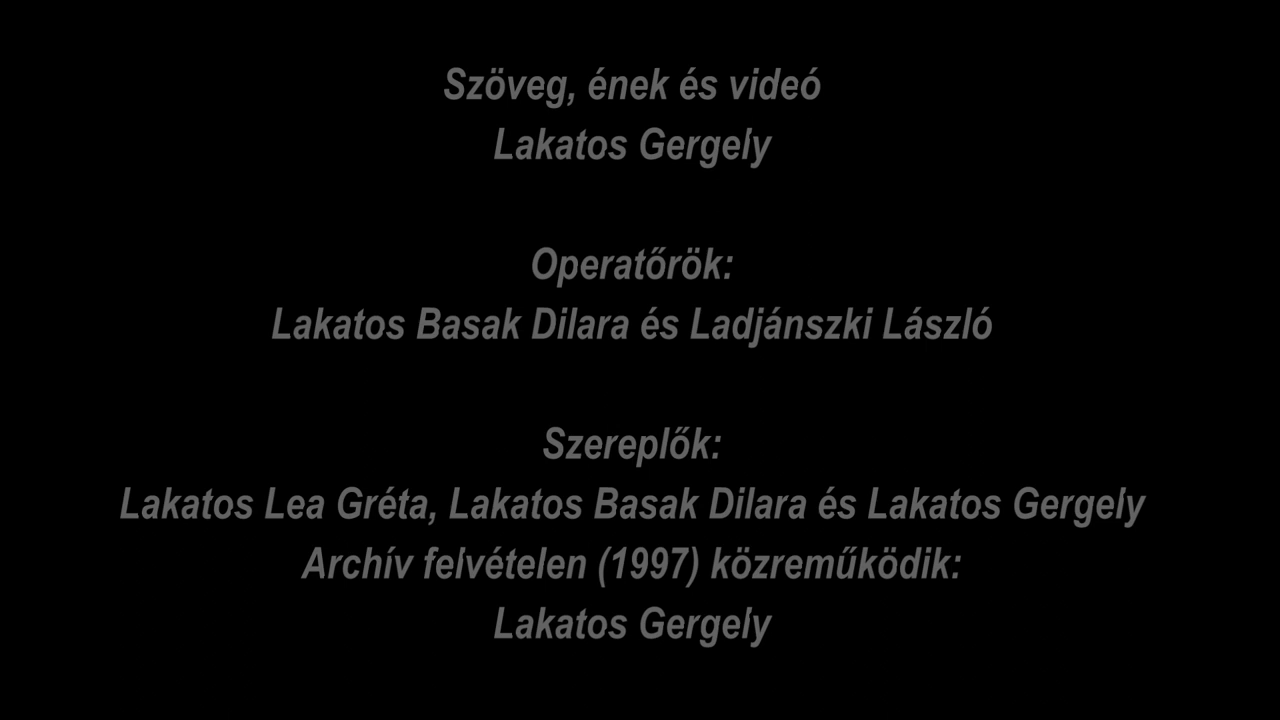 Szöveg, ének és videó
Lakatos Gergely
Operatőrök:
Lakatos Basak Dilara és Ladjánszki László
Szereplők:
Lakatos Lea Gréta, Lakatos Basak Dilara és Lakatos Gergely
Archív felvételen (1997) közreműködik:
Lakatos Gergely